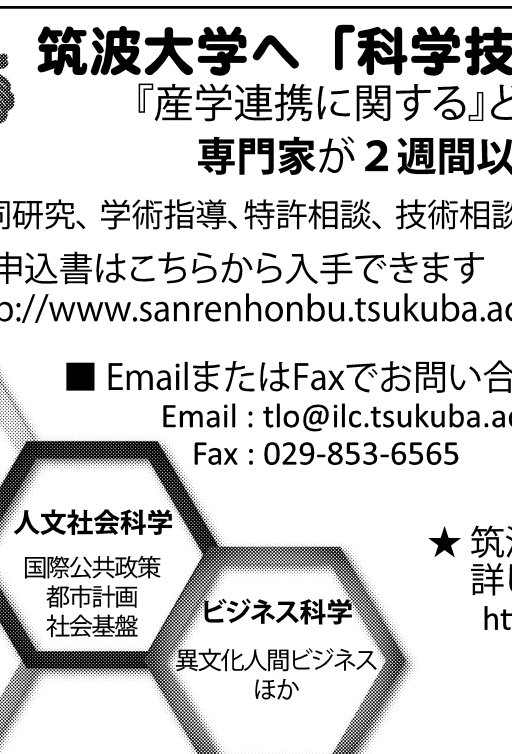 筑波大学へ「科学技
『産学連携に関する』と
専門家が2週間以
同研究、学術指導、特許相談、技術相談
申込書はこちらから入手できます
p://www.sanrenhonbu.tsukuba.ac
■ EmailまたはFaxでお問い合
Email : tlo@ilc.tsukuba.ac
Fax : 029-853-6565
人文社会科学
国際公共政策
都市計画
社会基盤
★ 筑波
詳し
ht
ビジネス科学
異文化人間ビジネス
ほか